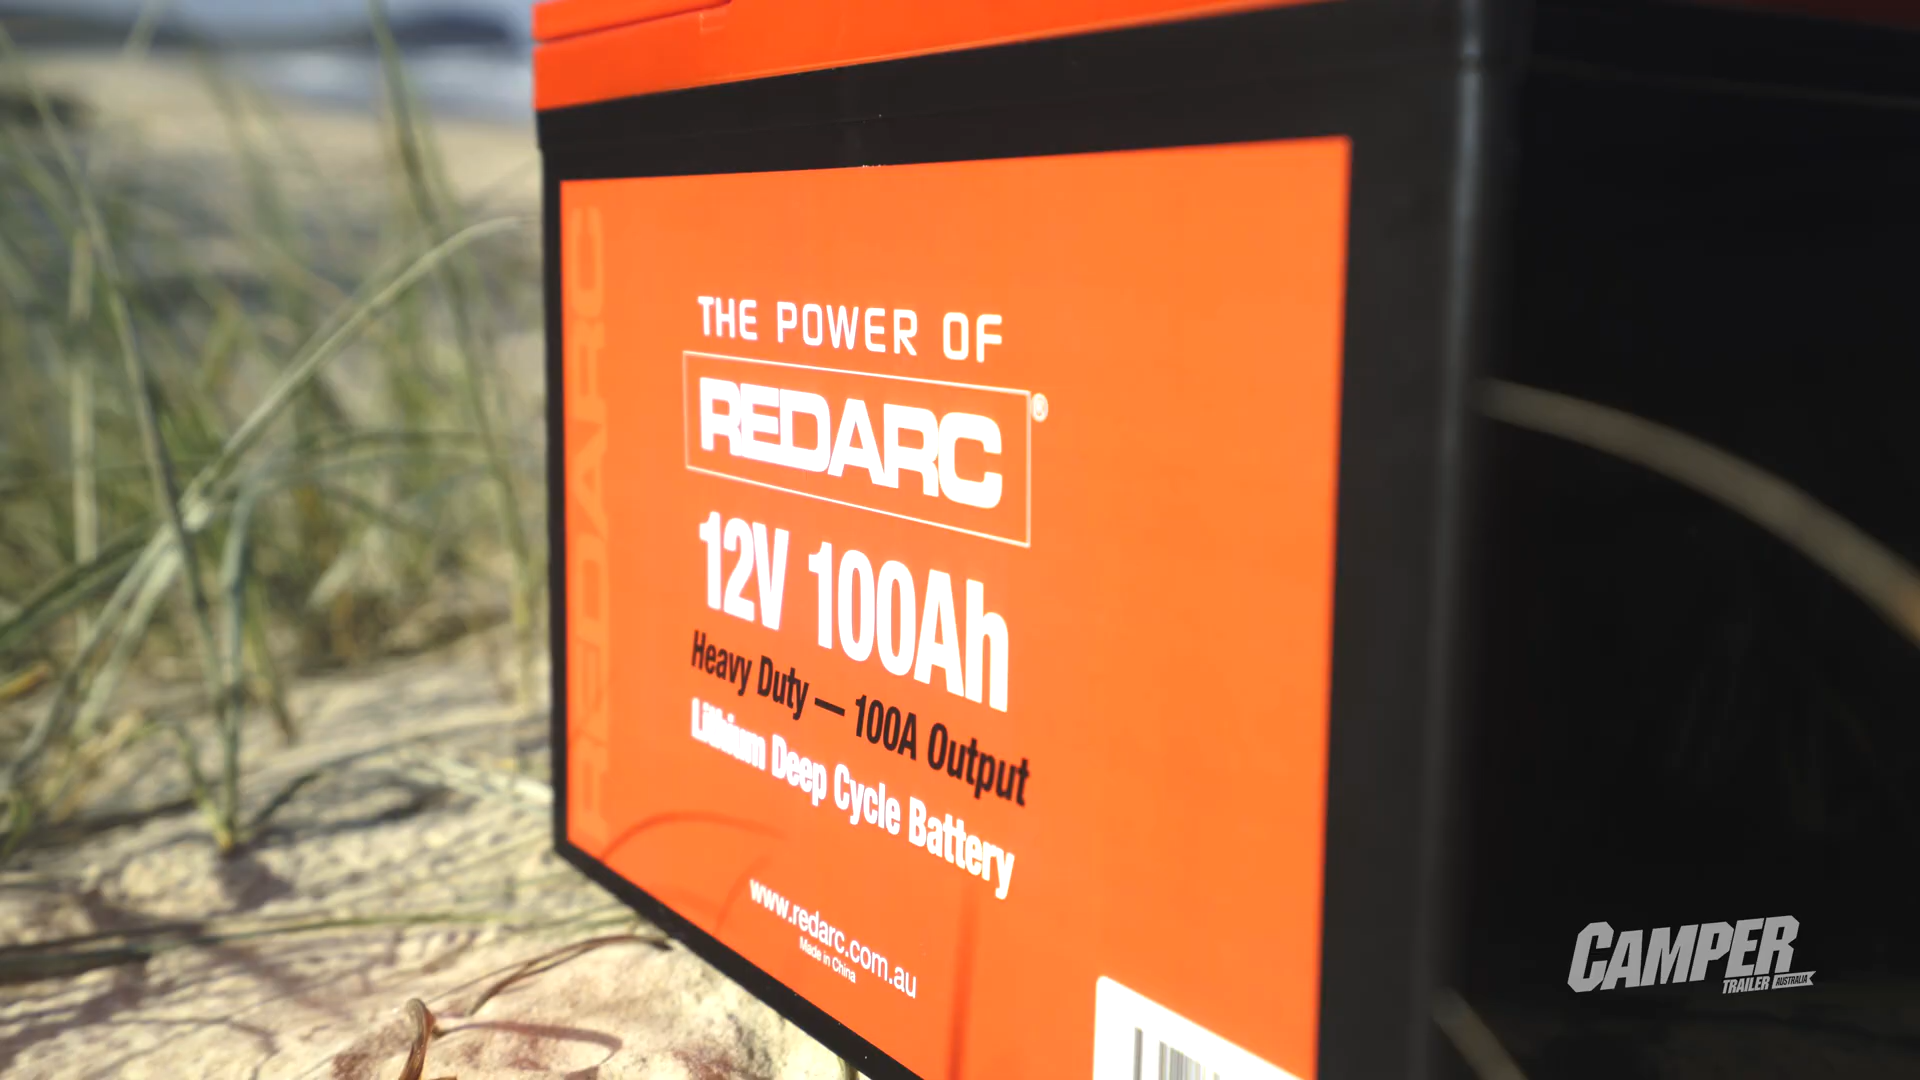 REDARC
THE POWER OF
REDARC®
12V 100Ah
Heavy Duty — 100A Output
Lithium Deep Cycle Battery
www.redarc.com.au
Made in China
CAMPER
TRAILER AUSTRALIA